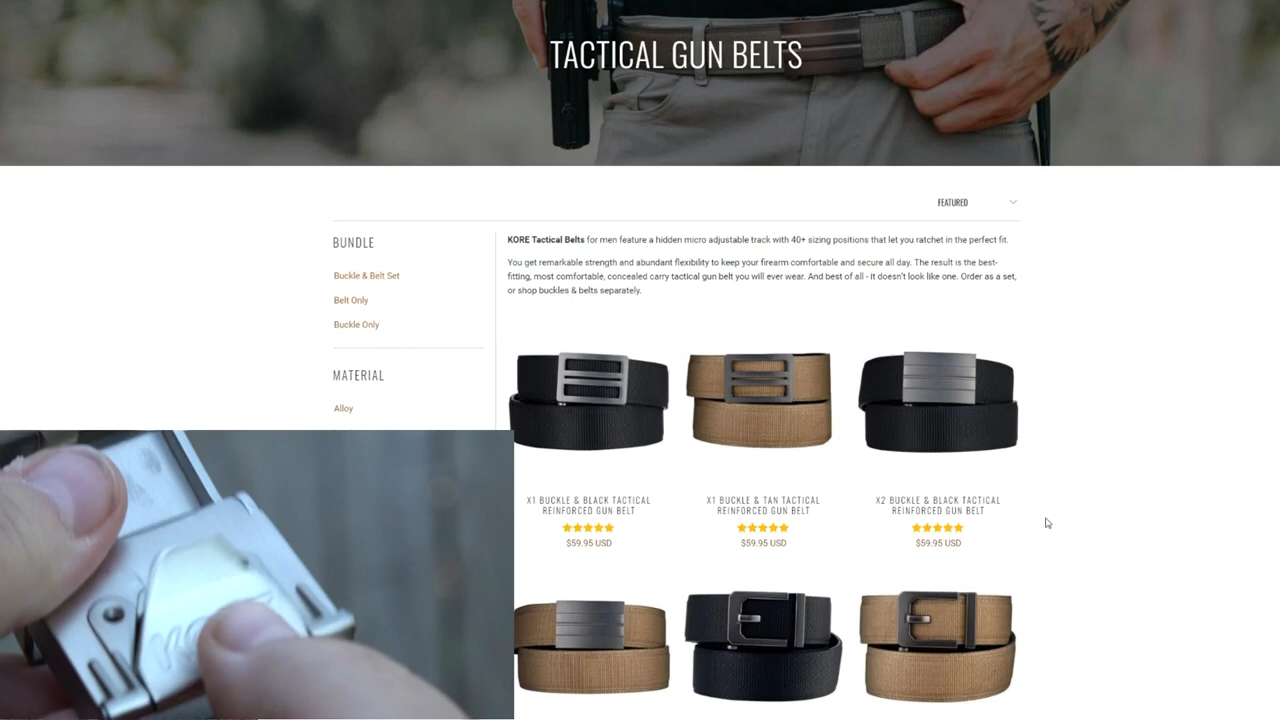 TACTICAL GUN BELTS
FEATURED
BUNDLE
Buckle & Belt Set
Belt Only
Buckle Only
MATERIAL
Alloy
KORE Tactical Belts for men feature a hidden micro adjustable track with 40+ sizing positions that let you ratchet in the perfect fit.
You get remarkable strength and abundant flexibility to keep your firearm comfortable and secure all day. The result is the best-
fitting, most comfortable, concealed carry tactical gun belt you will ever wear. And best of all - it doesn't look like one. Order as a set,
or shop buckles & belts separately.
X1 BUCKLE & BLACK TACTICAL
REINFORCED GUN BELT
$59.95 USD
X1 BUCKLE & TAN TACTICAL
REINFORCED GUN BELT
$59.95 USD
X2 BUCKLE & BLACK TACTICAL
REINFORCED GUN BELT
$59.95 USD